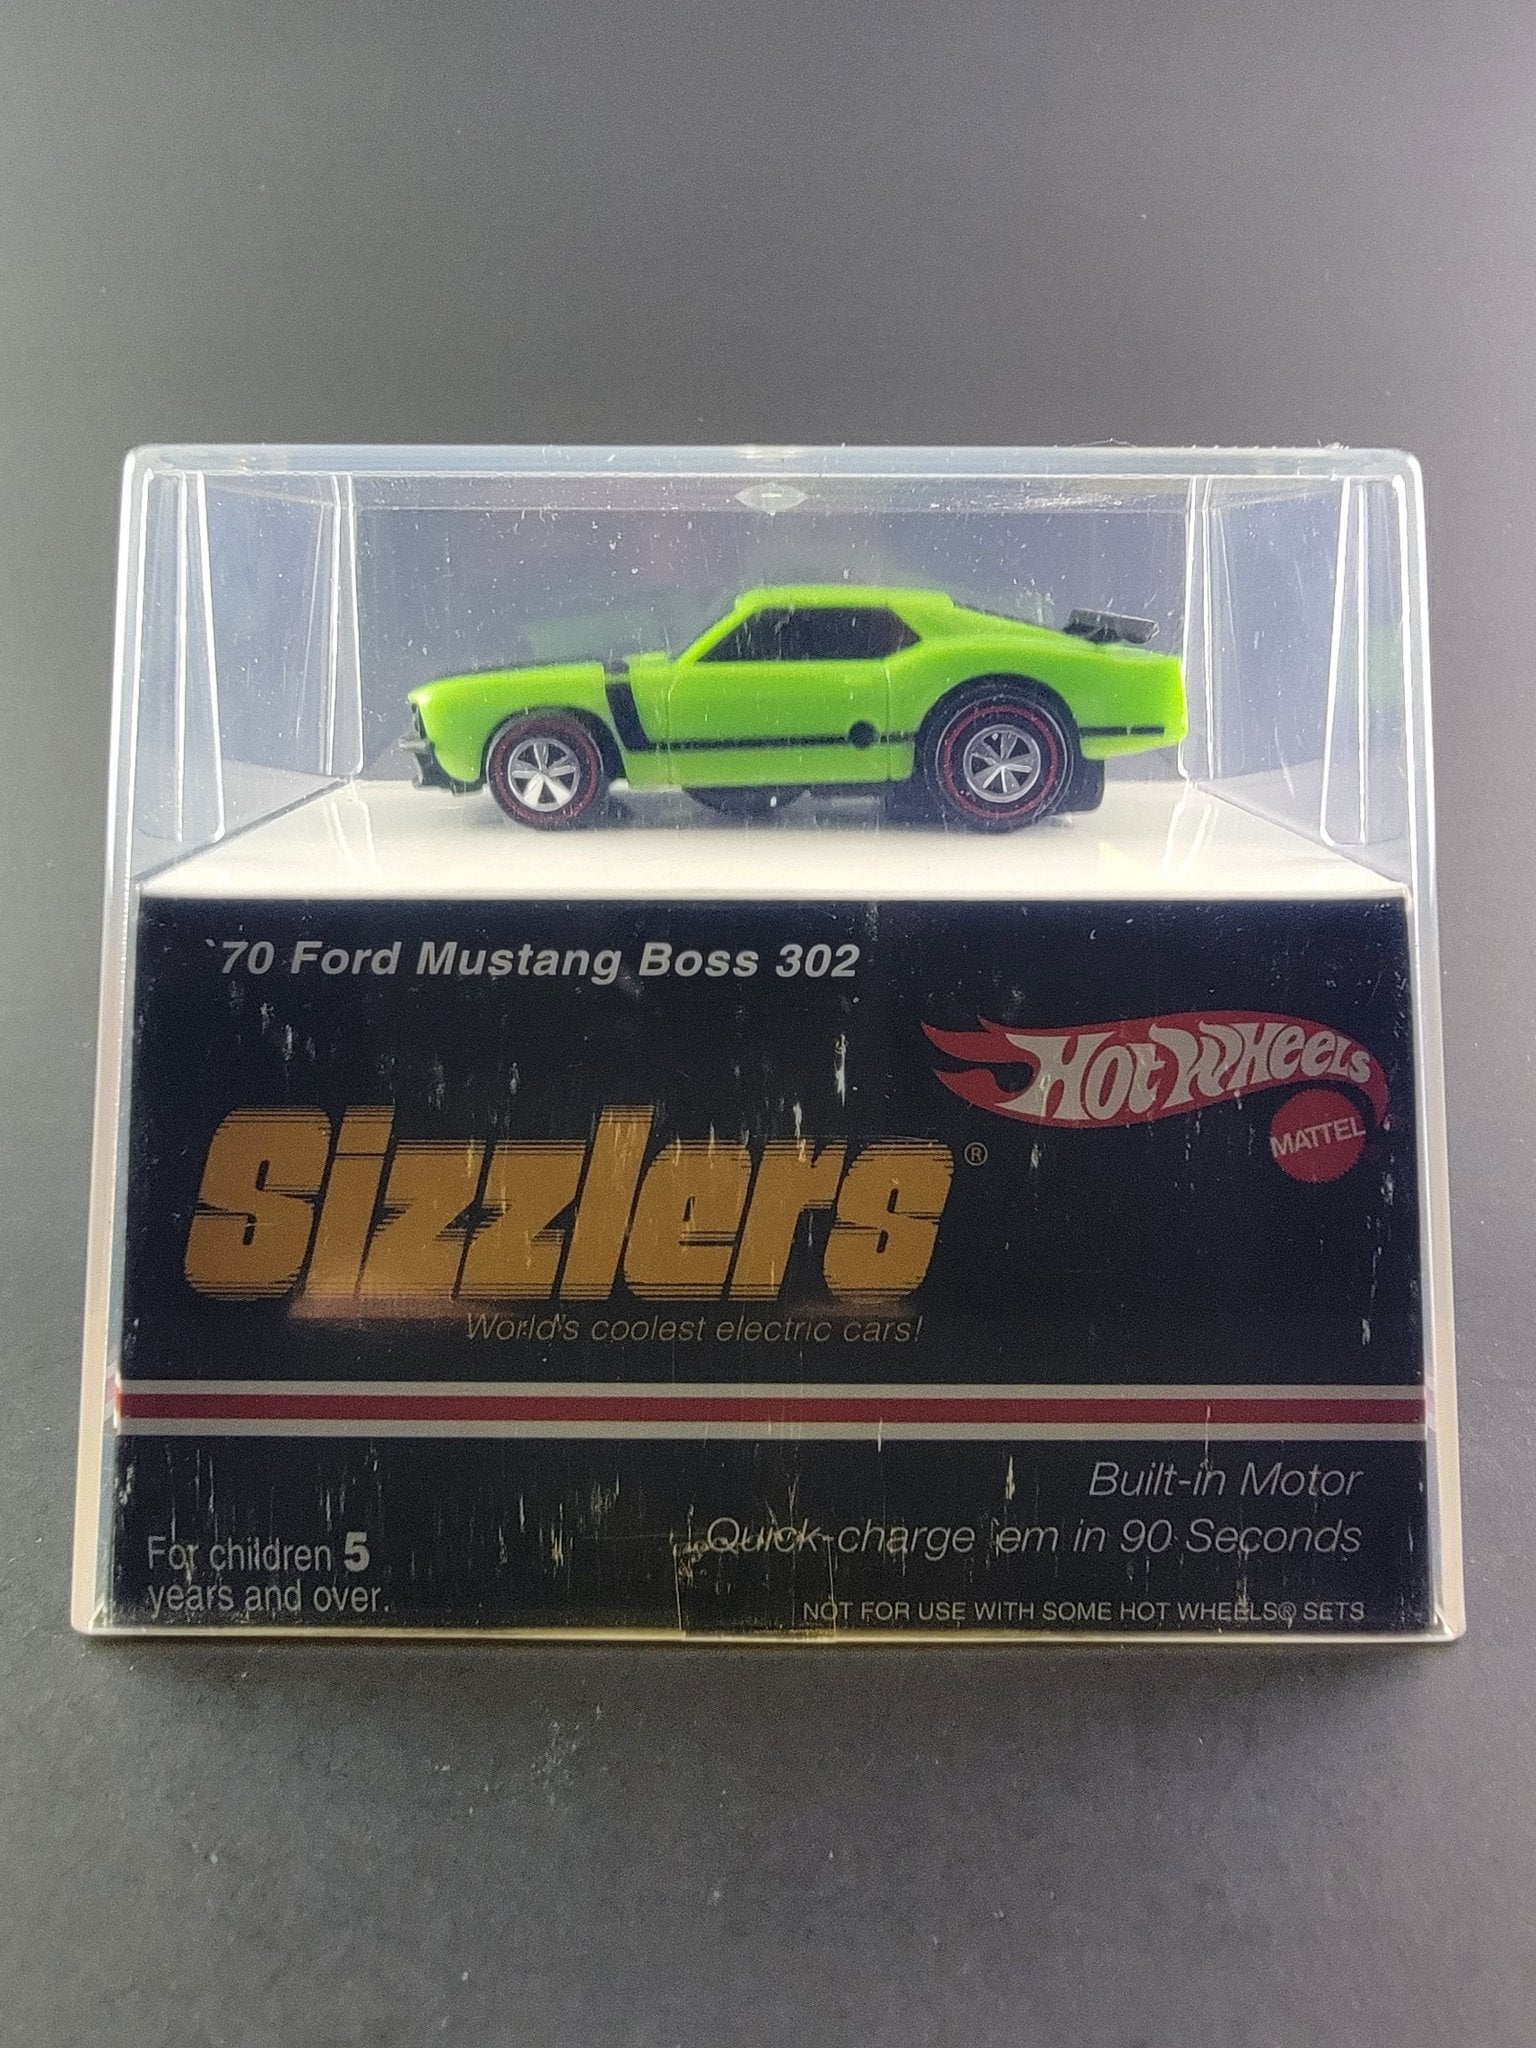 `70 Ford Mustang Boss 302
Hot Wheels
MATTEL
Sizzlers®
World's coolest electric cars!
Built-in Motor
Quick-charge 'em in 90 Seconds
For children 5
years and over.
NOT FOR USE WITH SOME HOT WHEELS® SETS